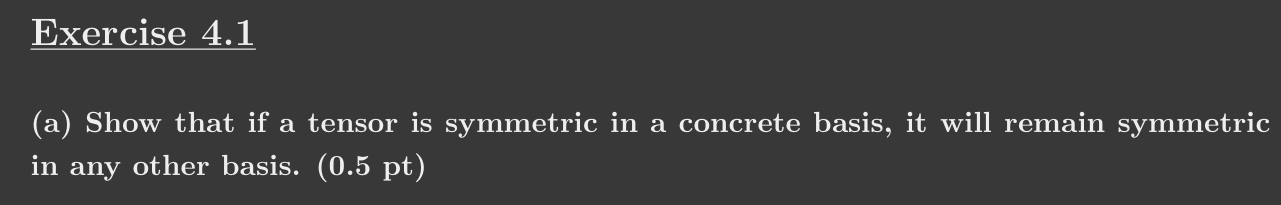 Exercise 4.1
(a) Show that if a tensor is symmetric in a concrete basis, it will remain symmetric
in any other basis. (0.5 pt)